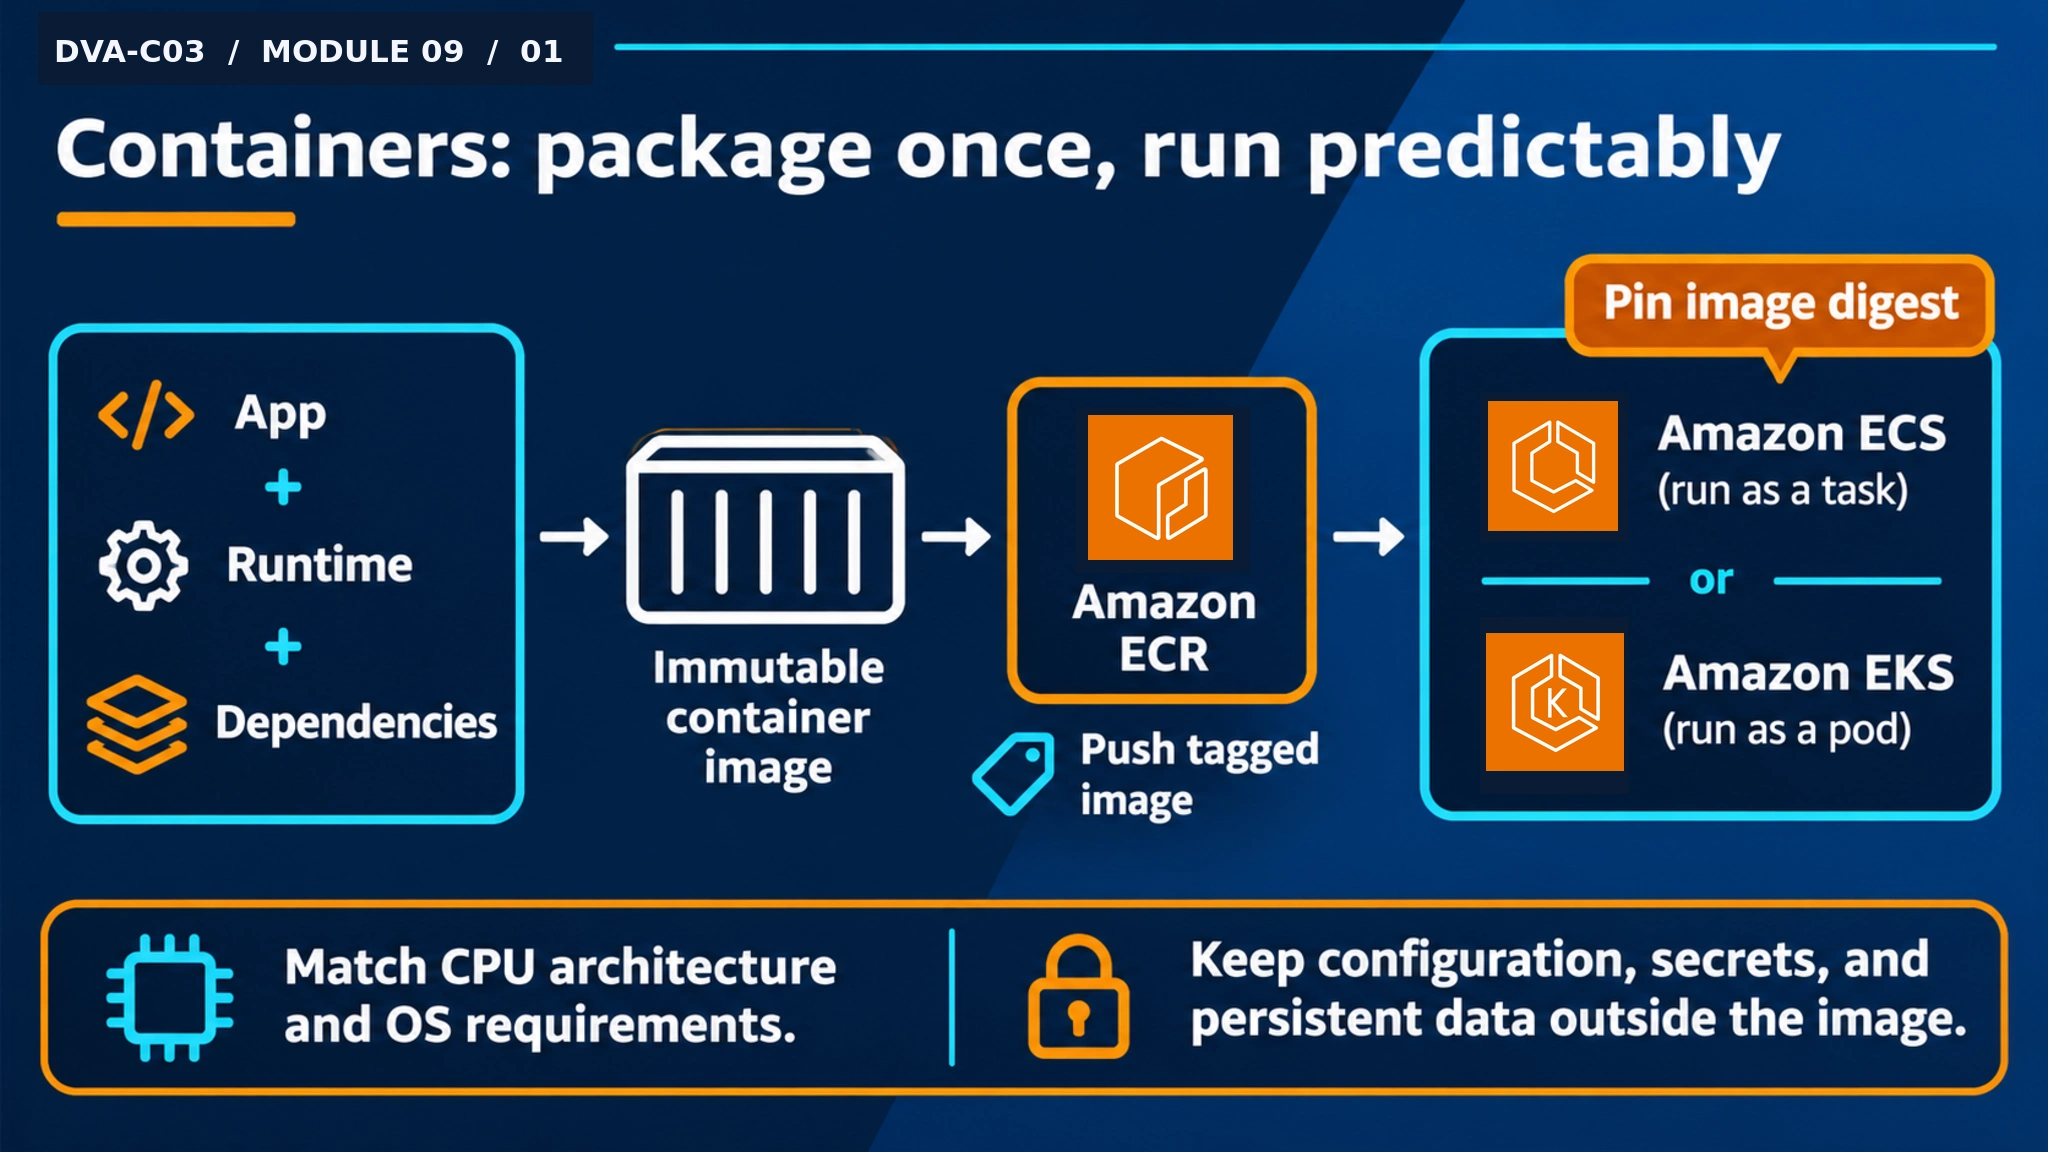 DVA-C03 / MODULE 09 / 01
Containers: package once, run predictably
App
+
Runtime
+
Dependencies
Immutable
container
image
Amazon
ECR
Push tagged
image
Pin image digest
Amazon ECS
(run as a task)
or
K
Amazon EKS
(run as a pod)
Match CPU architecture
and OS requirements.
Keep configuration, secrets, and
persistent data outside the image.